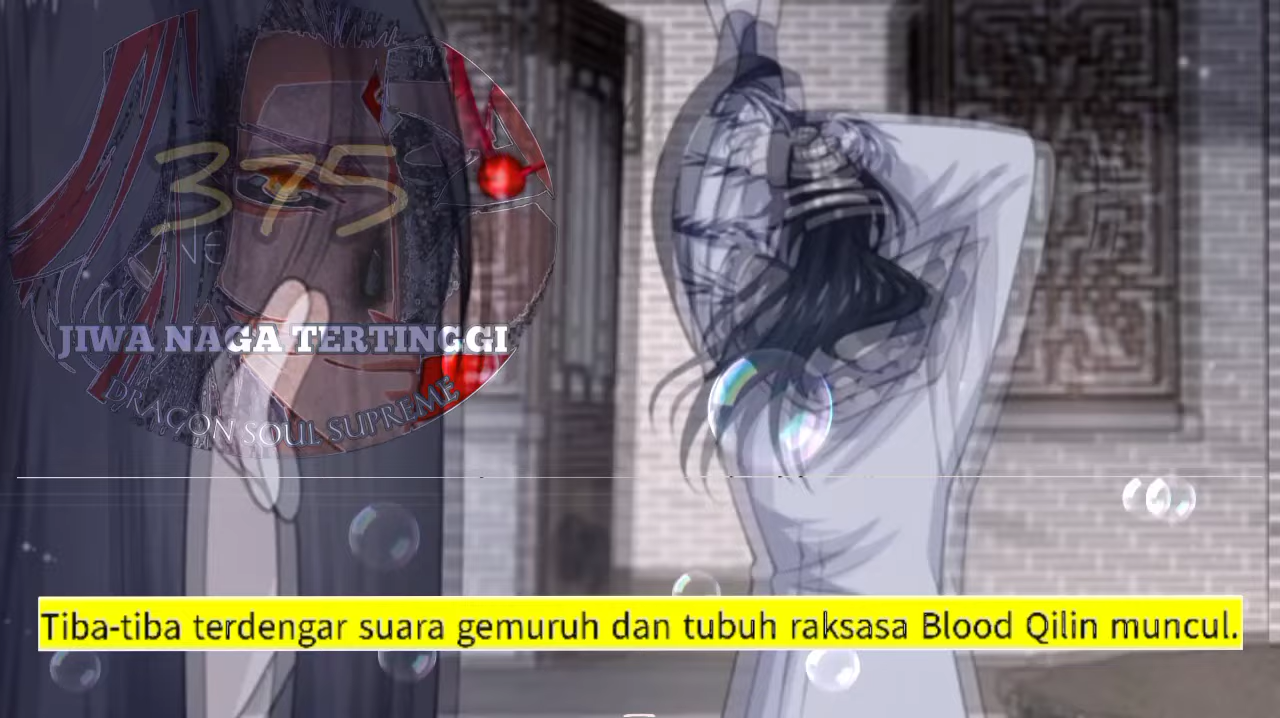 375
JIWA NAGA TERTINGGI
DRAGON SOUL SUPREME
Tiba-tiba terdengar suara gemuruh dan tubuh raksasa Blood Qilin muncul.